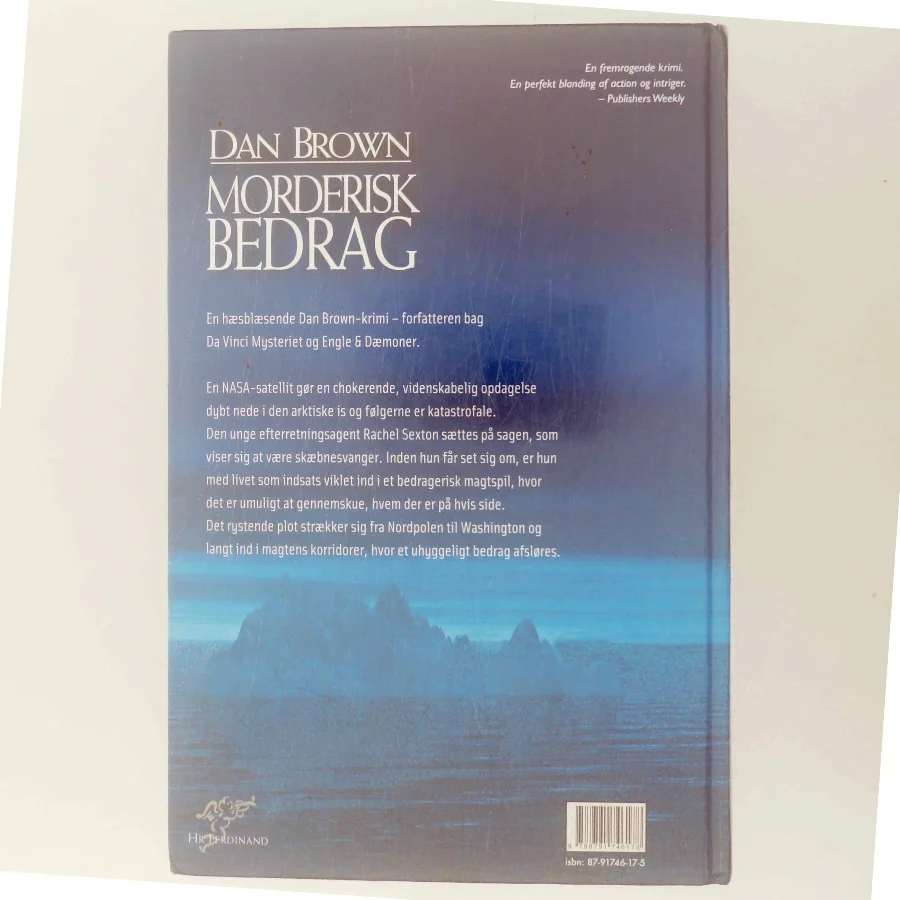 En fremragende krimi.
En perfekt blanding af action og intriger.
– Publishers Weekly
DAN BROWN
MORDERISK
BEDRAG
En hæsblæsende Dan Brown-krimi – forfatteren bag
Da Vinci Mysteriet og Engle & Dæmoner.
En NASA-satellit gør en chokerende, videnskabelig opdagelse
dybt nede i den arktiske is og følgerne er katastrofale.
Den unge efterretningsagent Rachel Sexton sættes på sagen, som
viser sig at være skæbnesvanger. Inden hun får set sig om, er hun
med livet som indsats viklet ind i et bedragerisk magtspil, hvor
det er umuligt at gennemskue, hvem der er på hvis side.
Det rystende plot strækker sig fra Nordpolen til Washington og
langt ind i magtens korridorer, hvor et uhyggeligt bedrag afsløres.
HR FERDINAND
9 788791 746178
isbn: 87-91746-17-5